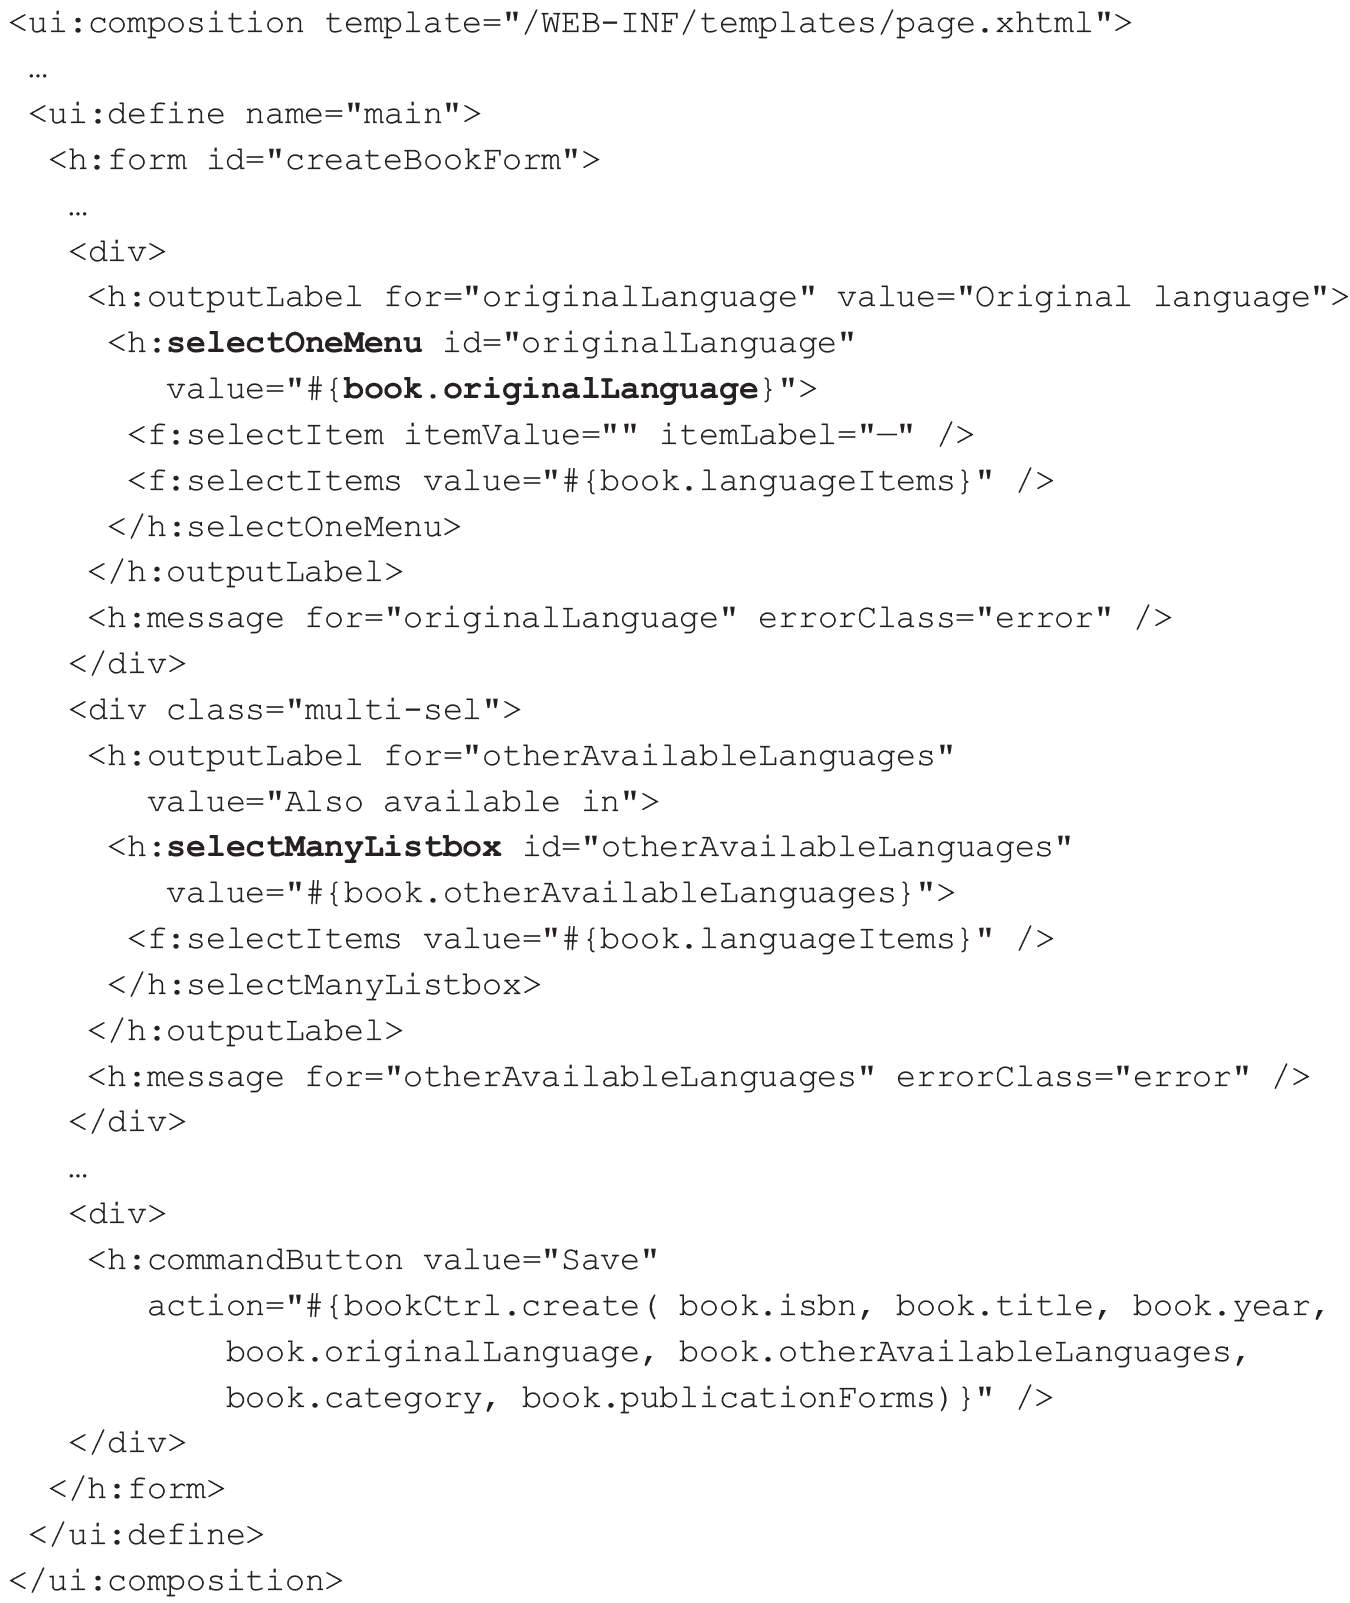 <ui:composition template="/WEB-INF/templates/page.xhtml">
…
<ui:define name="main">
<h:form id="createBookForm">
…
<div>
<h:outputLabel for="originalLanguage" value="Original language">
<h:selectOneMenu id="originalLanguage"
value="#{book.originalLanguage}">
<f:selectItem itemValue="" itemLabel="—" />
<f:selectItems value="#{book.languageItems}" />
</h:selectOneMenu>
</h:outputLabel>
<h:message for="originalLanguage" errorClass="error" />
</div>
<div class="multi-sel">
<h:outputLabel for="otherAvailableLanguages"
value="Also available in">
<h:selectManyListbox id="otherAvailableLanguages"
value="#{book.otherAvailableLanguages}">
<f:selectItems value="#{book.languageItems}" />
</h:selectManyListbox>
</h:outputLabel>
<h:message for="otherAvailableLanguages" errorClass="error" />
</div>
…
<div>
<h:commandButton value="Save"
action="#{bookCtrl.create( book.isbn, book.title, book.year,
book.originalLanguage, book.otherAvailableLanguages,
book.category, book.publicationForms)}" />
</div>
</h:form>
</ui:define>
</ui:composition>